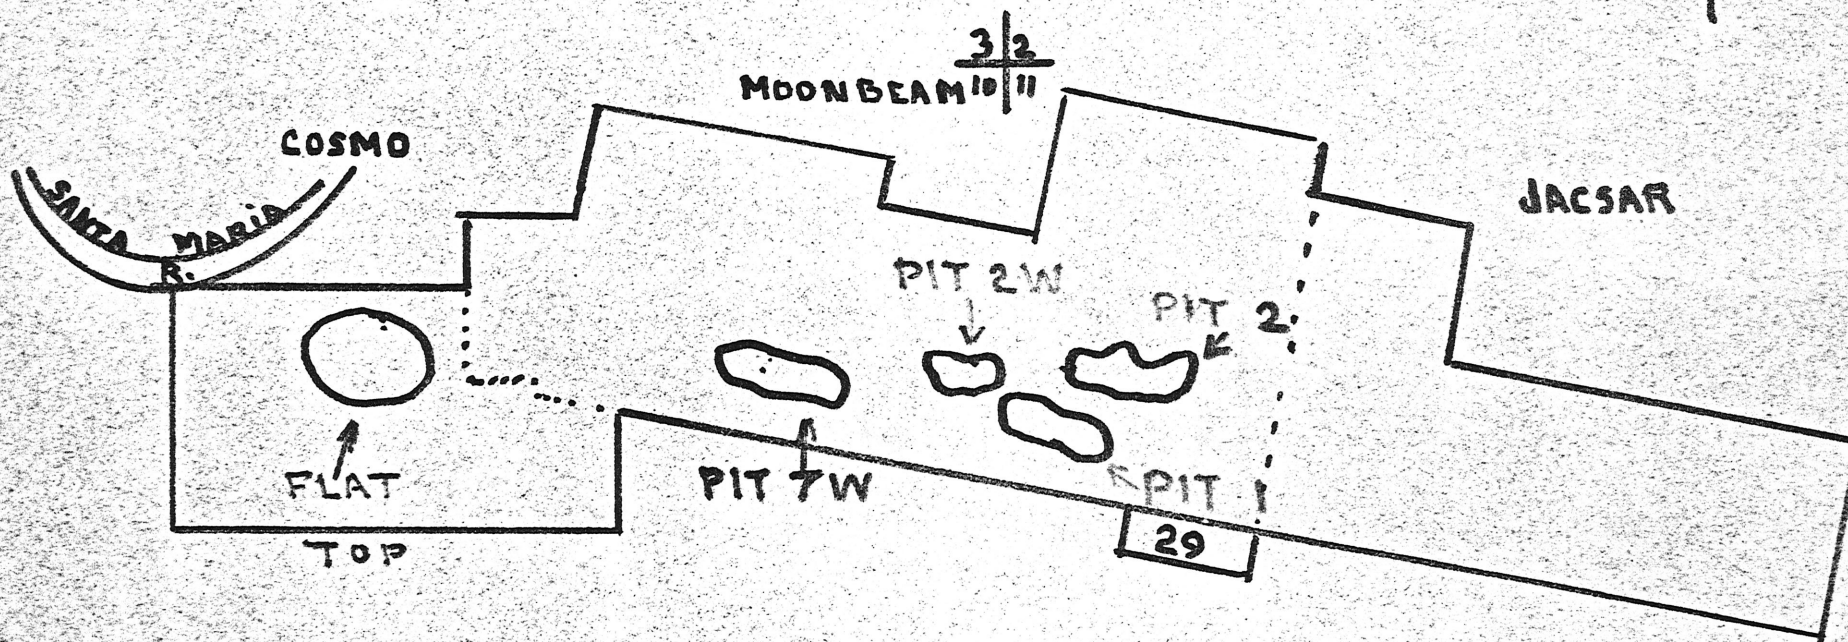 3 2
MOONBEAM 10 11
COSMO
SANTA MARIA
R.
JACSAR
PIT 2W
PIT 2
FLAT
PIT 7W
PIT 1
29
TOP